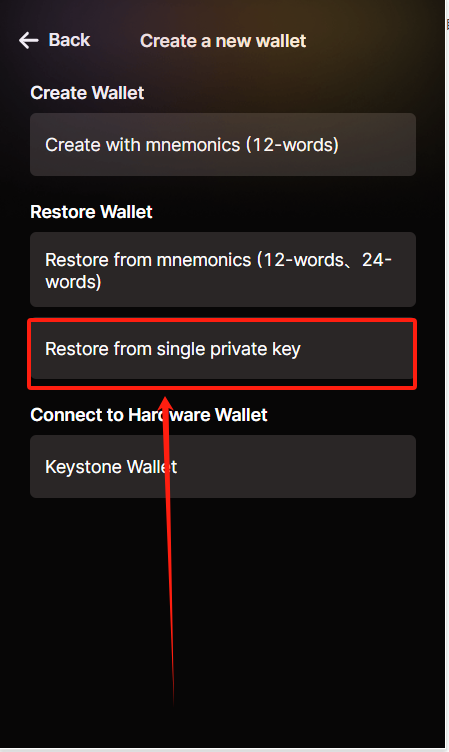 Back
Create a new wallet
Create Wallet
Create with mnemonics (12-words)
Restore Wallet
Restore from mnemonics (12-words、24-
words)
Restore from single private key
Connect to Hardware Wallet
Keystone Wallet